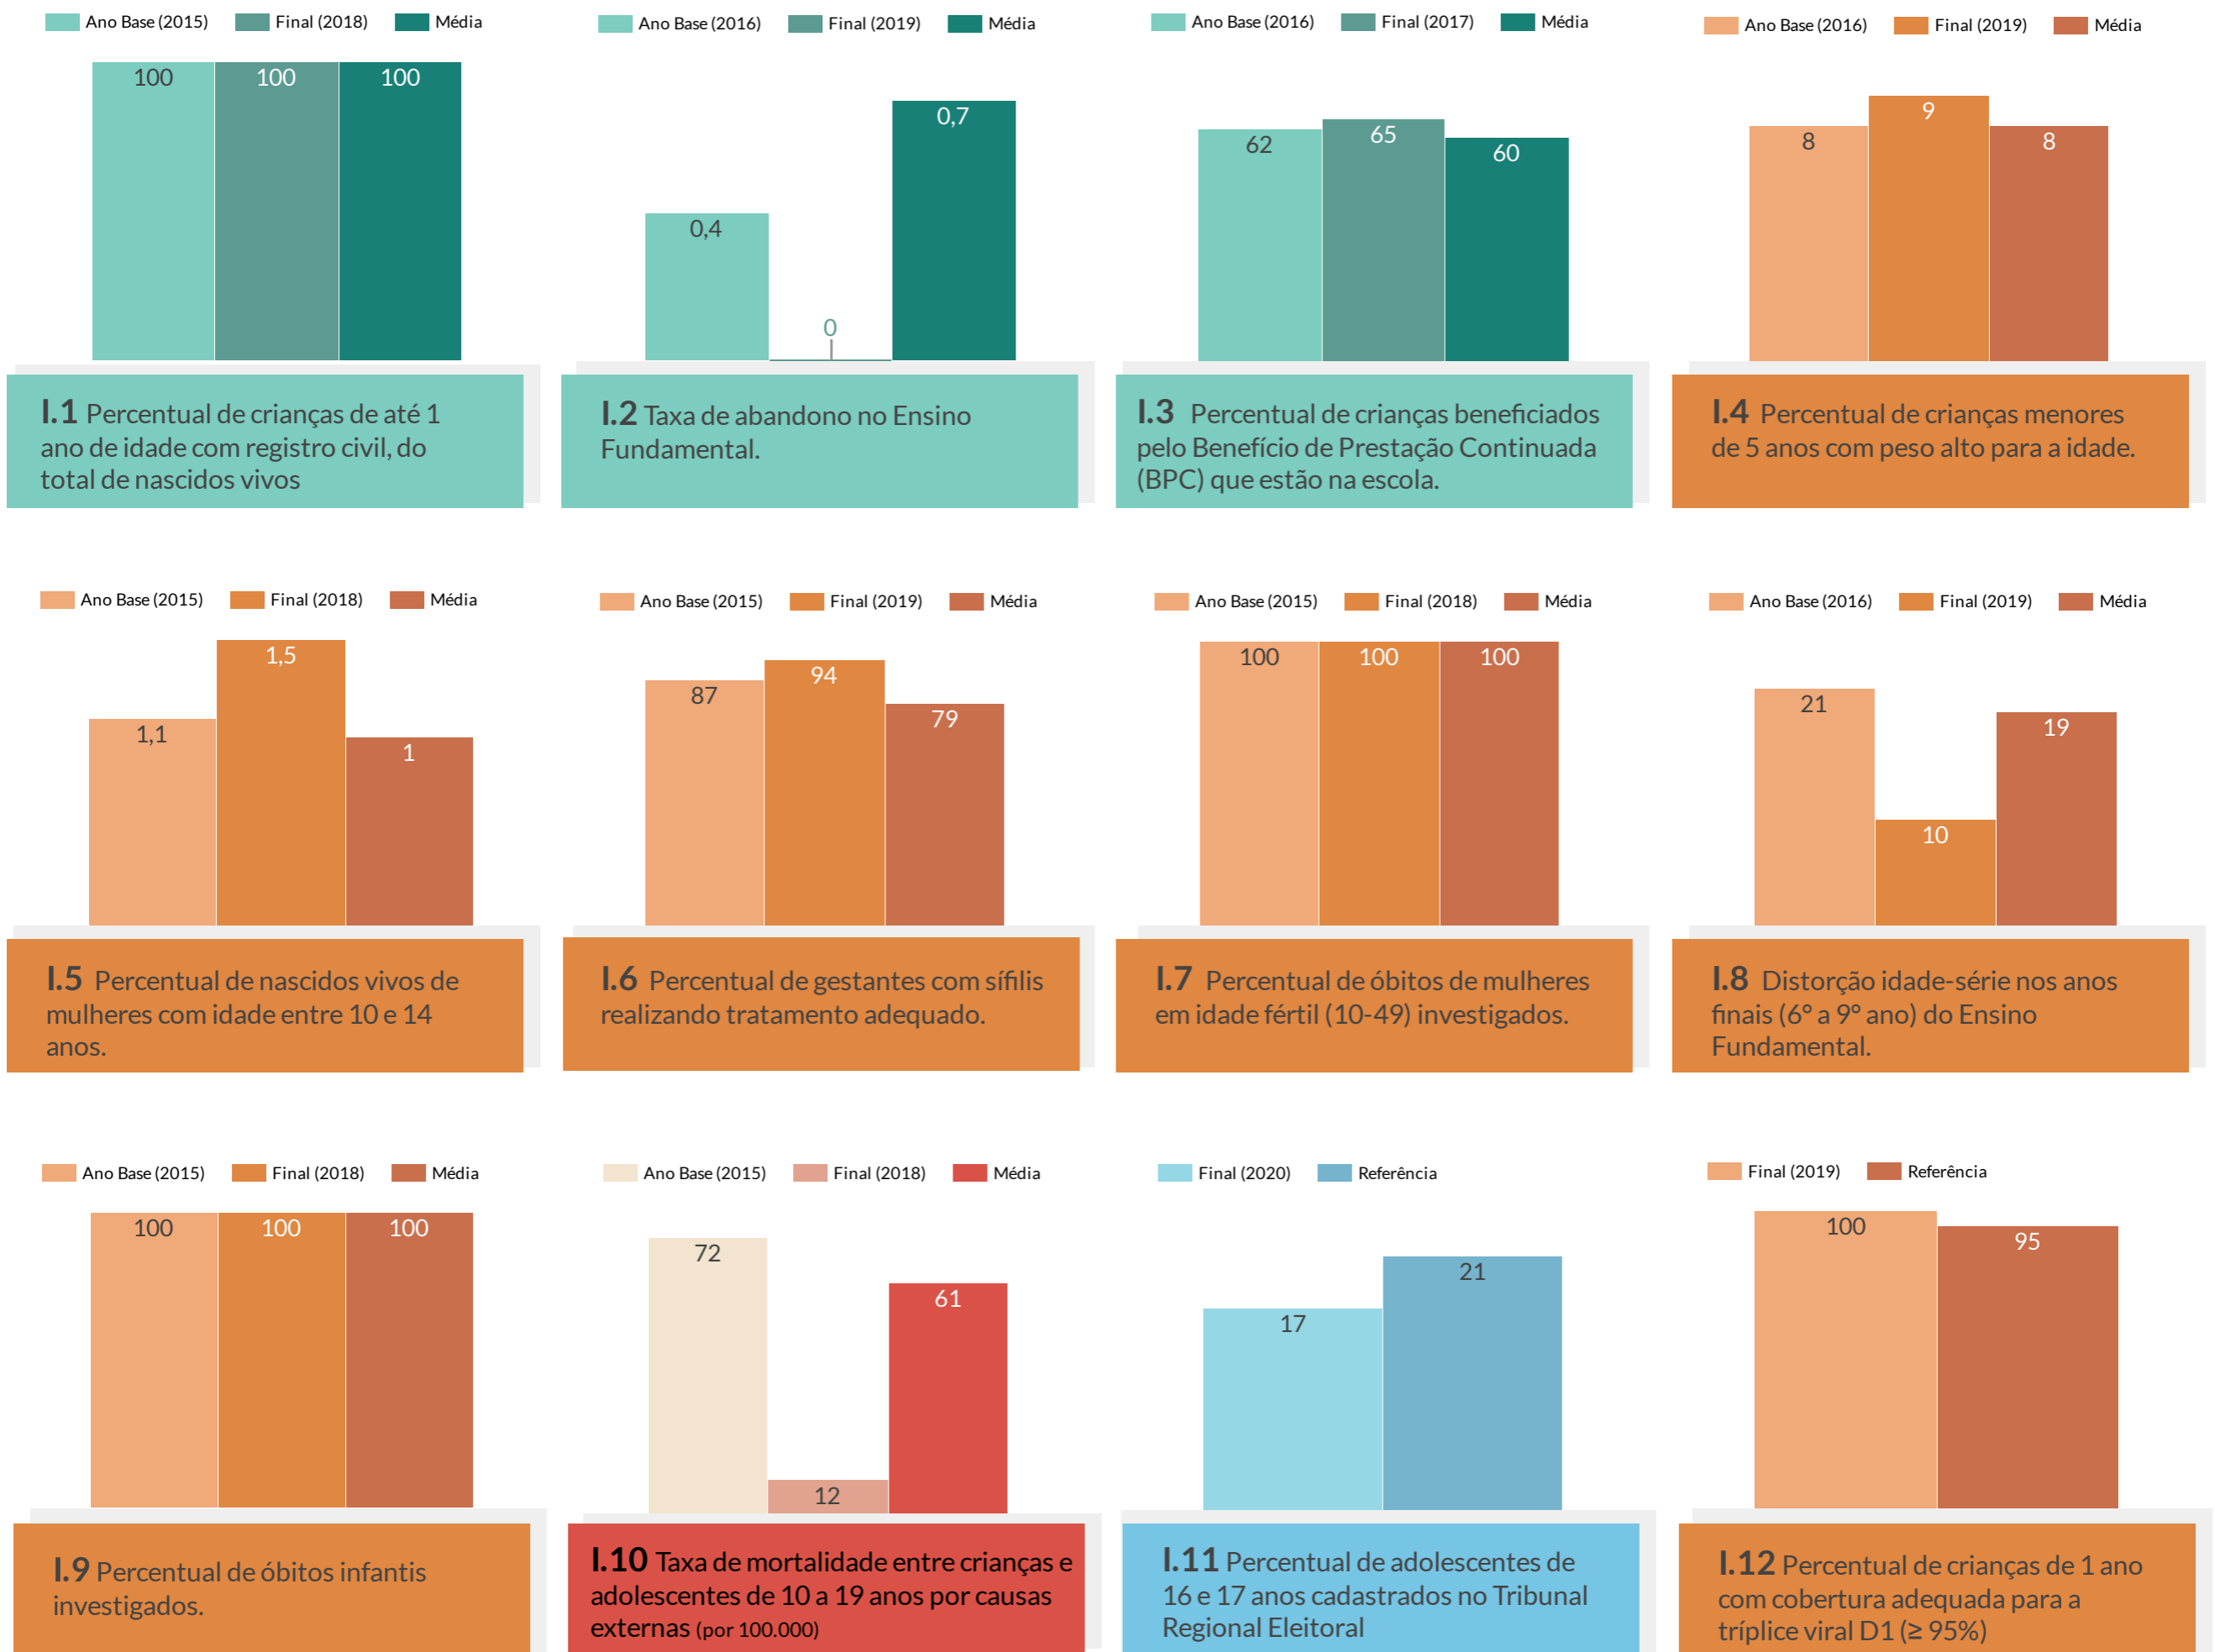 Ano Base (2015) Final (2018) Média
100 100 100
I.1 Percentual de crianças de até 1
ano de idade com registro civil, do
total de nascidos vivos
Ano Base (2016) Final (2019) Média
0,4 0 0,7
I.2 Taxa de abandono no Ensino
Fundamental.
Ano Base (2016) Final (2017) Média
62 65 60
I.3 Percentual de crianças beneficiados
pelo Benefício de Prestação Continuada
(BPC) que estão na escola.
Ano Base (2016) Final (2019) Média
8 9 8
I.4 Percentual de crianças menores
de 5 anos com peso alto para a idade.
Ano Base (2015) Final (2018) Média
1,1 1,5 1
I.5 Percentual de nascidos vivos de
mulheres com idade entre 10 e 14
anos.
Ano Base (2015) Final (2019) Média
87 94 79
I.6 Percentual de gestantes com sífilis
realizando tratamento adequado.
Ano Base (2015) Final (2018) Média
100 100 100
I.7 Percentual de óbitos de mulheres
em idade fértil (10-49) investigados.
Ano Base (2016) Final (2019) Média
21 10 19
I.8 Distorção idade-série nos anos
finais (6º a 9º ano) do Ensino
Fundamental.
Ano Base (2015) Final (2018) Média
100 100 100
I.9 Percentual de óbitos infantis
investigados.
Ano Base (2015) Final (2018) Média
72 12 61
I.10 Taxa de mortalidade entre crianças e
adolescentes de 10 a 19 anos por causas
externas (por 100.000)
Final (2020) Referência
17 21
I.11 Percentual de adolescentes de
16 e 17 anos cadastrados no Tribunal
Regional Eleitoral
Final (2019) Referência
100 95
I.12 Percentual de crianças de 1 ano
com cobertura adequada para a
tríplice viral D1 (≥ 95%)